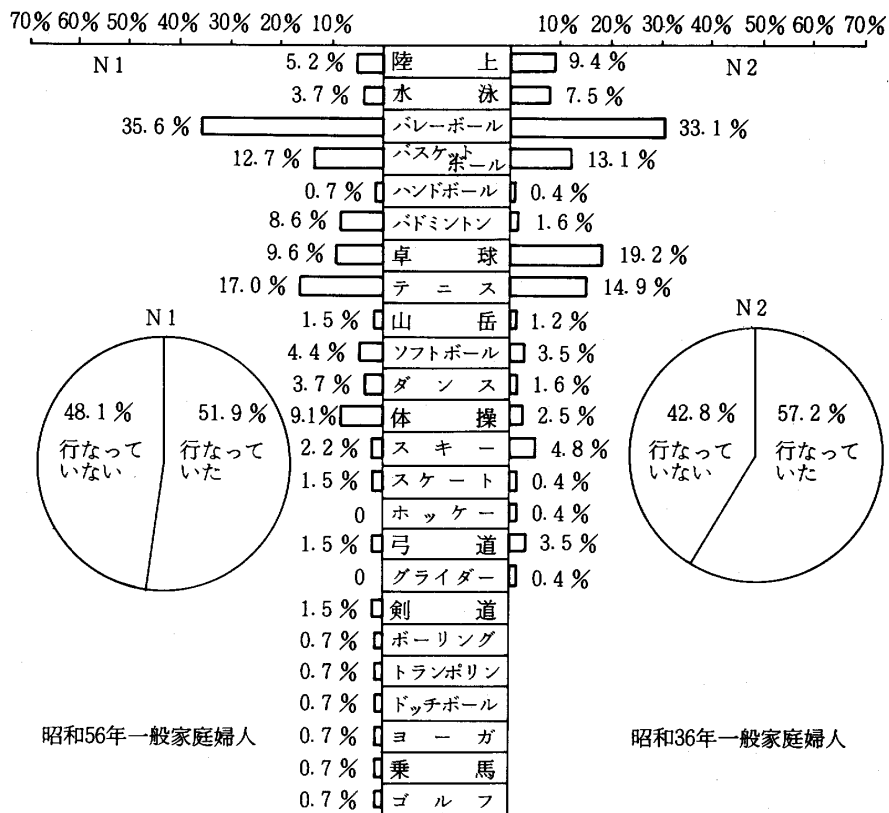 70% 60% 50% 40% 30% 20% 10% 10% 20% 30% 40% 50% 60% 70%
N1 N2
5.2% 陸上 9.4%
3.7% 水泳 7.5%
35.6% バレーボール 33.1%
12.7% バスケットボール 13.1%
0.7% ハンドボール 0.4%
8.6% バドミントン 1.6%
9.6% 卓球 19.2%
17.0% テニス 14.9%
1.5% 山岳 1.2%
4.4% ソフトボール 3.5%
3.7% ダンス 1.6%
9.1% 体操 2.5%
2.2% スキー 4.8%
1.5% スケート 0.4%
0 ホッケー 0.4%
1.5% 弓道 3.5%
0 グライダー 0.4%
1.5% 剣道
0.7% ボーリング
0.7% トランポリン
0.7% ドッチボール
0.7% ヨーガ
0.7% 乗馬
0.7% ゴルフ
N1
48.1% 51.9%
行なって 行なって
いない いた
昭和56年一般家庭婦人
N2
42.8% 57.2%
行なって 行なって
いない いた
昭和36年一般家庭婦人